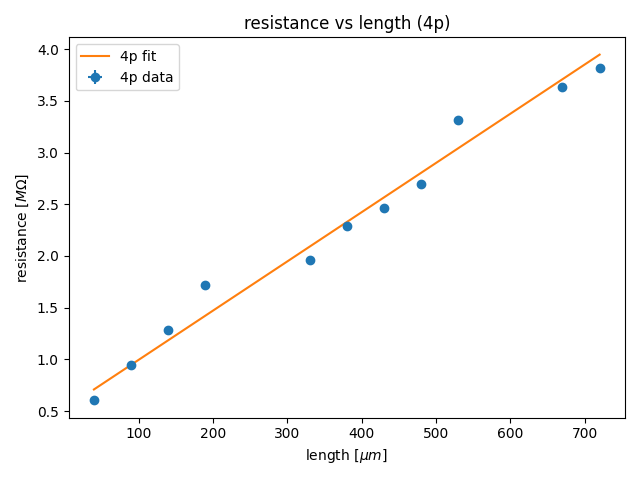 resistance vs length (4p)
4p fit
4p data
resistance [MΩ]
4.0
3.5
3.0
2.5
2.0
1.5
1.0
0.5
100 200 300 400 500 600 700
length [μm]